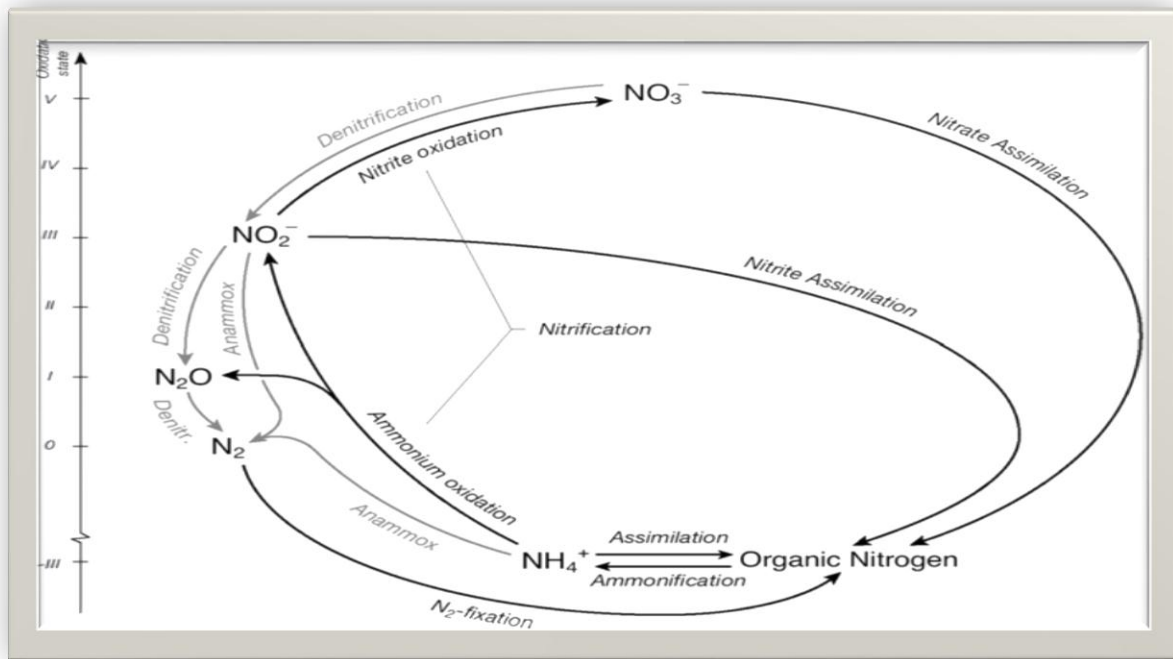 Oxidat
state
V
IV
III
II
I
0
-III
NO₃⁻
Denitrification
Nitrite oxidation
Nitrate Assimilation
NO₂⁻
Nitrite Assimilation
Denitrification
Anammox
Nitrification
N₂O
Denitr.
N₂
Ammonium oxidation
Anammox
NH₄⁺
Assimilation
Ammonification
Organic Nitrogen
N₂-fixation